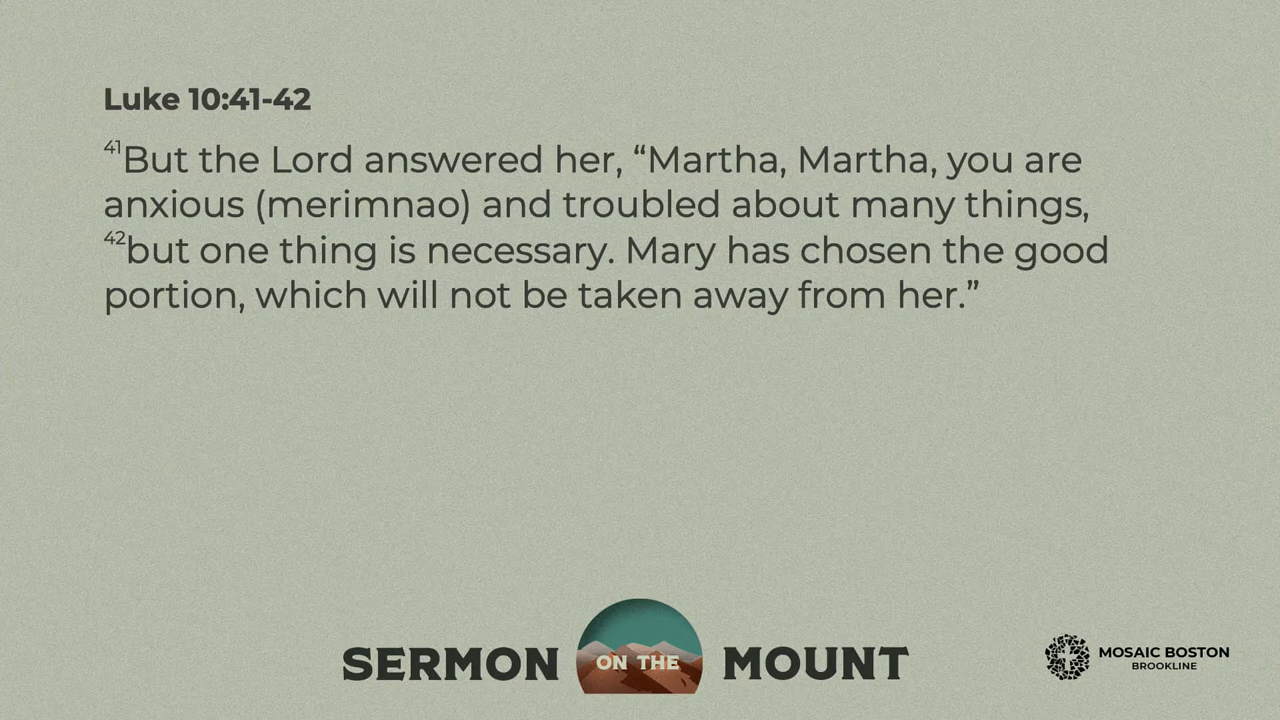 Luke 10:41-42
41But the Lord answered her, “Martha, Martha, you are
anxious (merimnao) and troubled about many things,
42but one thing is necessary. Mary has chosen the good
portion, which will not be taken away from her.”
SERMON ON THE MOUNT
MOSAIC BOSTON
BROOKLINE